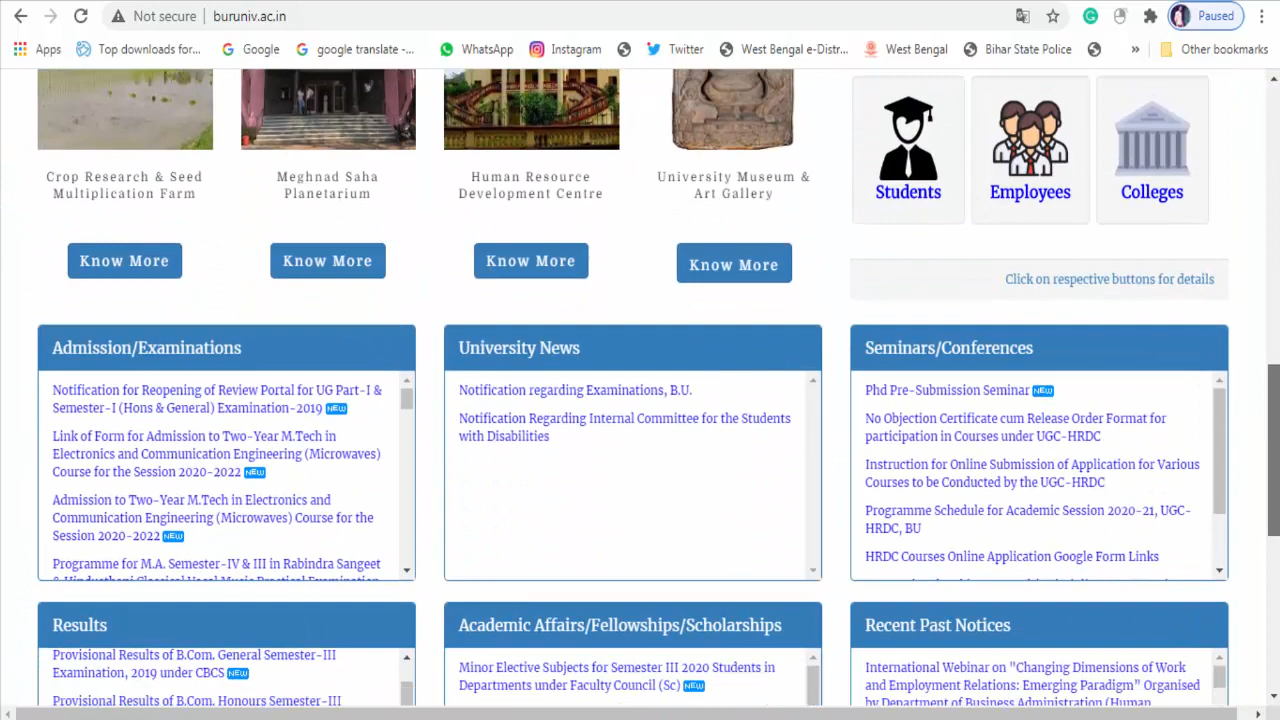 Not secure
buruniv.ac.in
Paused
Apps
Top downloads for...
Google
google translate -...
WhatsApp
Instagram
Twitter
West Bengal e-Distr...
West Bengal
Bihar State Police
»
Other bookmarks
Crop Research & Seed
Multiplication Farm
Know More
Meghnad Saha
Planetarium
Know More
Human Resource
Development Centre
Know More
University Museum &
Art Gallery
Know More
Students
Employees
Colleges
Click on respective buttons for details
Admission/Examinations
Notification for Reopening of Review Portal for UG Part-I &
Semester-I (Hons & General) Examination-2019 NEW
Link of Form for Admission to Two-Year M.Tech in
Electronics and Communication Engineering (Microwaves)
Course for the Session 2020-2022 NEW
Admission to Two-Year M.Tech in Electronics and
Communication Engineering (Microwaves) Course for the
Session 2020-2022 NEW
Programme for M.A. Semester-IV & III in Rabindra Sangeet
& Hindusthani Classical Vocal Music Practical Examination
University News
Notification regarding Examinations, B.U.
Notification Regarding Internal Committee for the Students
with Disabilities
Seminars/Conferences
Phd Pre-Submission Seminar NEW
No Objection Certificate cum Release Order Format for
participation in Courses under UGC-HRDC
Instruction for Online Submission of Application for Various
Courses to be Conducted by the UGC-HRDC
Programme Schedule for Academic Session 2020-21, UGC-
HRDC, BU
HRDC Courses Online Application Google Form Links
Results
Provisional Results of B.Com. General Semester-III
Examination, 2019 under CBCS NEW
Provisional Results of B.Com. Honours Semester-III
Academic Affairs/Fellowships/Scholarships
Minor Elective Subjects for Semester III 2020 Students in
Departments under Faculty Council (Sc) NEW
Recent Past Notices
International Webinar on "Changing Dimensions of Work
and Employment Relations: Emerging Paradigm" Organised
by Department of Business Administration (Human